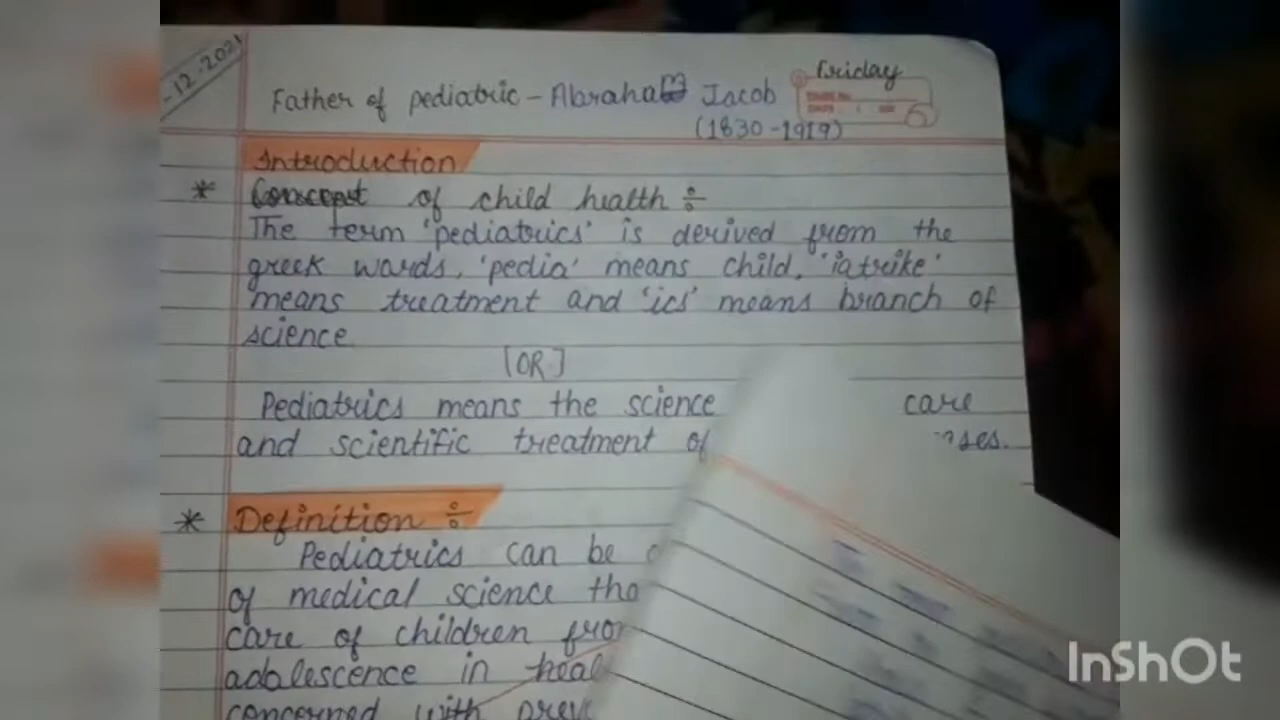 -12-2021
Friday
Father of pediatric - Abraham Jacob
(1830-1919)
Introduction
* Concept of child health ÷
The term 'pediatrics' is derived from the
greek words, 'pedia' means child, 'iatrike'
means treatment and 'ics' means branch of
science
[OR]
Pediatrics means the science care
and scientific treatment of
* Definition ÷
Pediatrics can be
of medical science
care of children
adolescence in
concerned with
InShOt